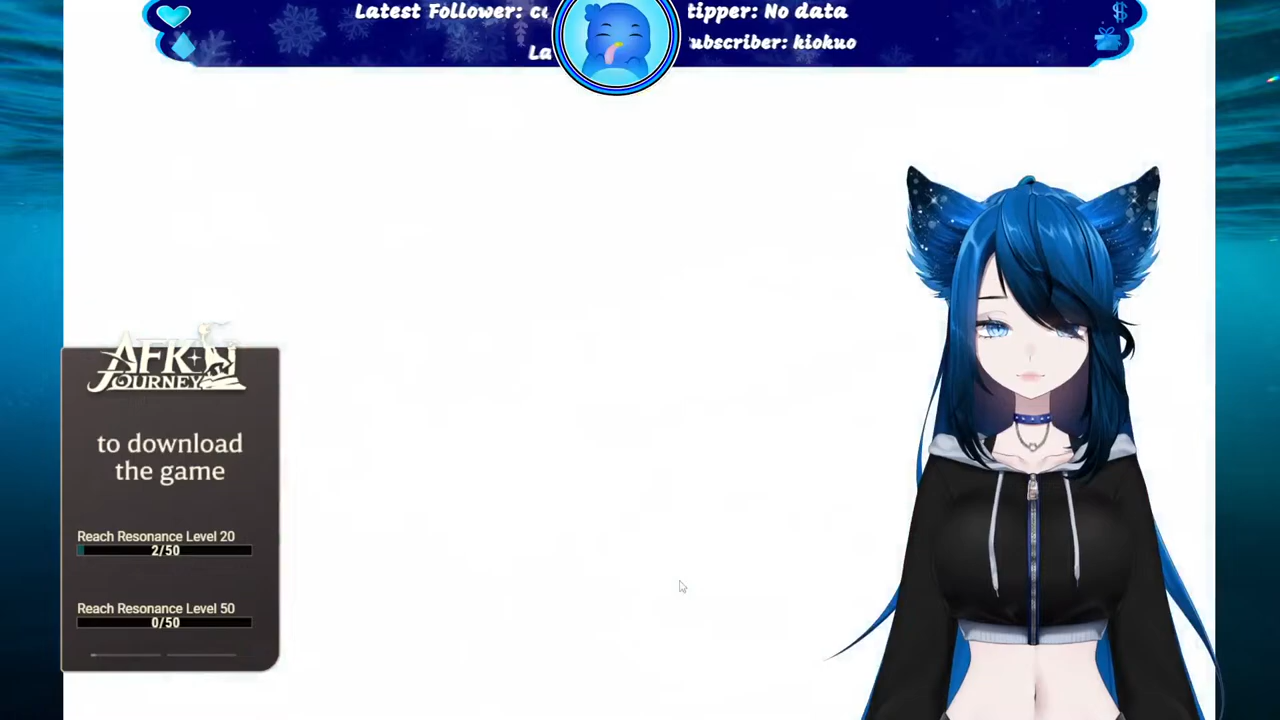 Latest Follower:
tipper: No data
ubscriber: kiokuo
La
AFK
JOURNEY
to download
the game
Reach Resonance Level 20
2/50
Reach Resonance Level 50
0/50